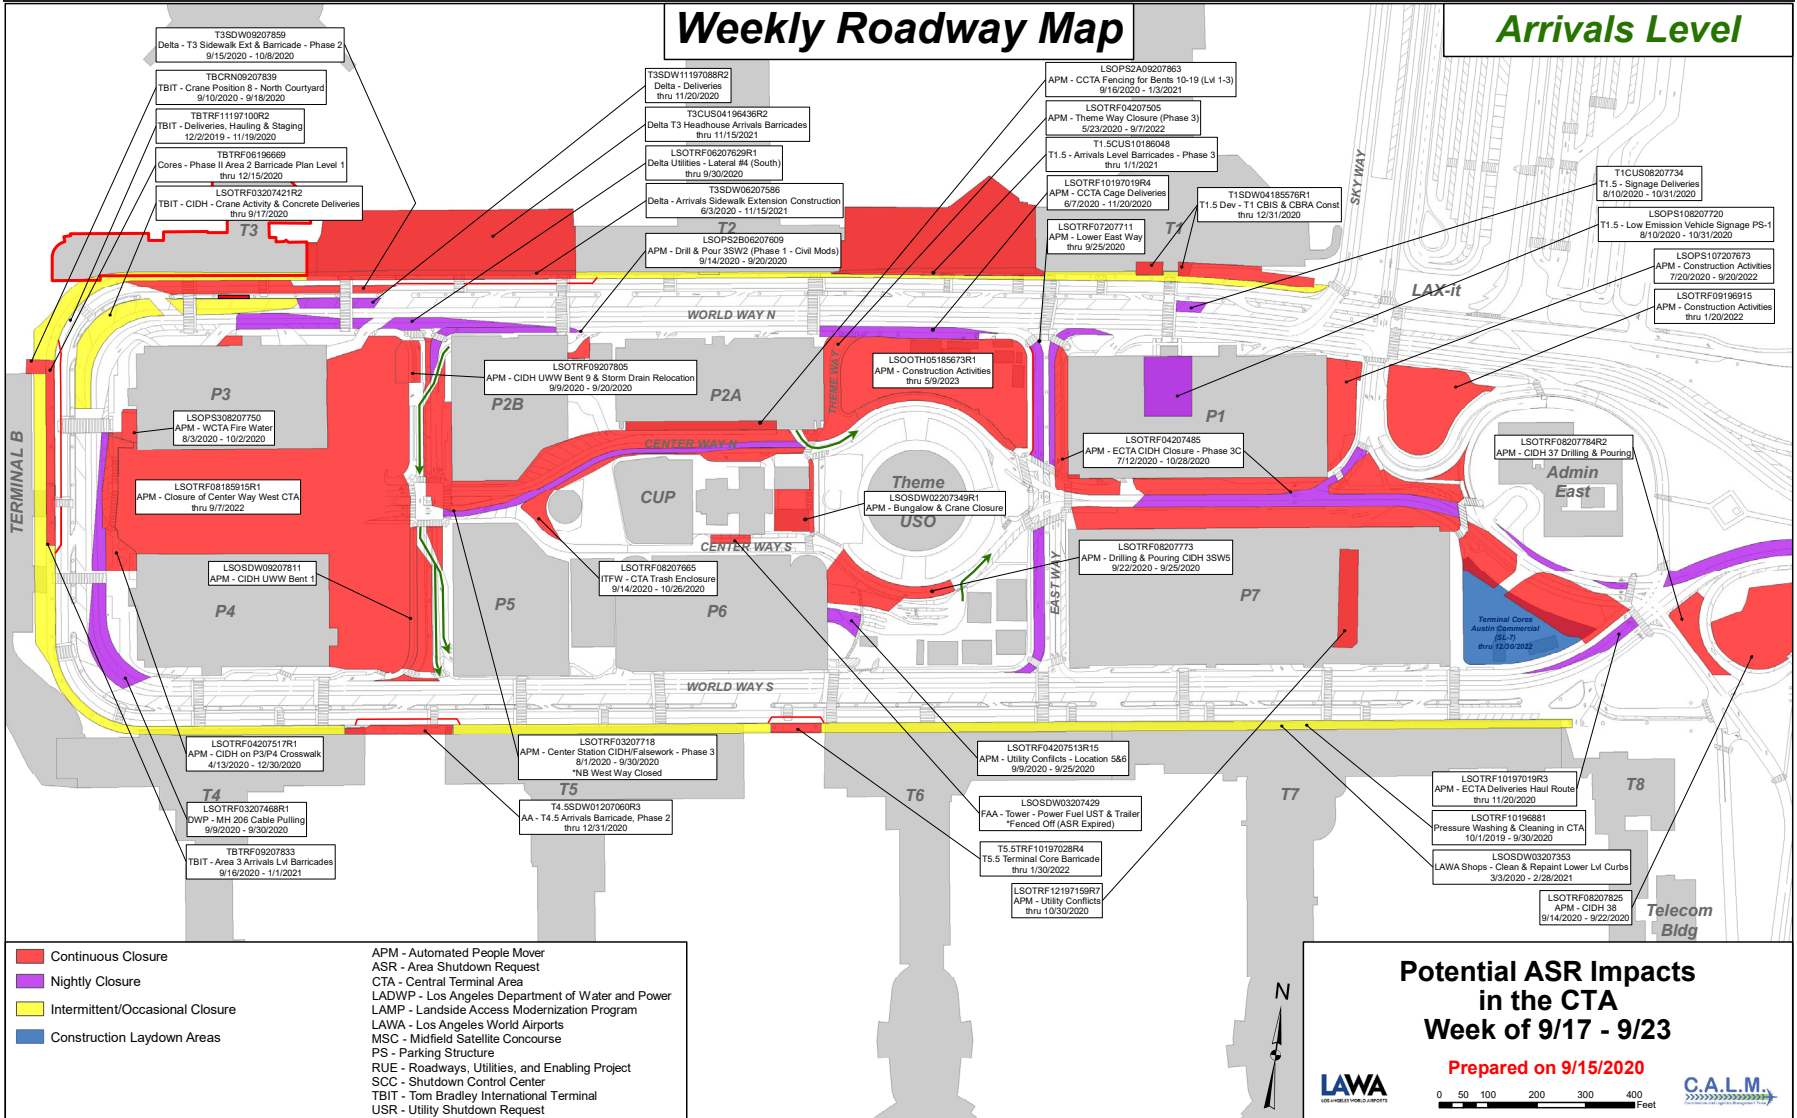 Weekly Roadway Map
Arrivals Level
T3SDW09207859
Delta - T3 Sidewalk Ext & Barricade - Phase 2
9/15/2020 - 10/8/2020
TBCRN09207839
TBIT - Crane Position 8 - North Courtyard
9/10/2020 - 9/18/2020
TBTRF11197100R2
TBIT - Deliveries, Hauling & Staging
12/2/2019 - 11/19/2020
TBTRF06196669
Cores - Phase II Area 2 Barricade Plan Level 1
thru 12/15/2020
LSOTRF03207421R2
TBIT - CIDH - Crane Activity & Concrete Deliveries
thru 9/17/2020
T3SDW11197088R2
Delta - Deliveries
thru 11/20/2020
T3CUS04196436R2
Delta T3 Headhouse Arrivals Barricades
thru 11/15/2021
LSOTRF06207629R1
Delta Utilities - Lateral #4 (South)
thru 9/30/2020
T3SDW06207586
Delta - Arrivals Sidewalk Extension Construction
6/3/2020 - 11/15/2021
LSOPS2B06207609
APM - Drill & Pour 3SW2 (Phase 1 - Civil Mods)
9/14/2020 - 9/20/2020
LSOPS2A09207863
APM - CCTA Fencing for Bents 10-19 (Lvl 1-3)
9/16/2020 - 1/3/2021
LSOTRF04207505
APM - Theme Way Closure (Phase 3)
5/23/2020 - 9/7/2022
T1.5CUS10186048
T1.5 - Arrivals Level Barricades - Phase 3
thru 1/1/2021
LSOTRF10197019R4
APM - CCTA Cage Deliveries
6/7/2020 - 11/20/2020
LSOTRF07207711
APM - Lower East Way
thru 9/25/2020
T1SDW04185576R1
T1.5 Dev - T1 CBIS & CBRA Const
thru 12/31/2020
T1CUS08207734
T1.5 - Signage Deliveries
8/10/2020 - 10/31/2020
LSOPS108207720
T1.5 - Low Emission Vehicle Signage PS-1
8/10/2020 - 10/31/2020
LSOPS107207673
APM - Construction Activities
7/20/2020 - 9/20/2022
LSOTRF09196915
APM - Construction Activities
thru 1/20/2022
T3
T2
T1
SKY WAY
LAX-it
WORLD WAY N
LSOTRF09207805
APM - CIDH UWW Bent 9 & Storm Drain Relocation
9/9/2020 - 9/20/2020
LSOOTH05185673R1
APM - Construction Activities
thru 5/9/2023
P3
P2B
P2A
THEME WAY
P1
LSOPS308207750
APM - WCTA Fire Water
8/3/2020 - 10/2/2020
CENTER WAY N
LSOTRF04207485
APM - ECTA CIDH Closure - Phase 3C
7/12/2020 - 10/28/2020
LSOTRF08207784R2
APM - CIDH 37 Drilling & Pouring
Admin
East
TERMINAL B
LSOTRF08185915R1
APM - Closure of Center Way West CTA
thru 9/7/2022
CUP
Theme
LSOSDW02207349R1
APM - Bungalow & Crane Closure
USO
CENTER WAY S
LSOSDW09207811
APM - CIDH UWW Bent 1
LSOTRF08207665
ITFW - CTA Trash Enclosure
9/14/2020 - 10/26/2020
LSOTRF08207773
APM - Drilling & Pouring CIDH 3SW5
9/22/2020 - 9/25/2020
EAST WAY
P4
P5
P6
P7
Terminal Cores
Austin Commercial
(SL-7)
thru 12/30/2022
WORLD WAY S
LSOTRF04207517R1
APM - CIDH on P3/P4 Crosswalk
4/13/2020 - 12/30/2020
LSOTRF03207718
APM - Center Station CIDH/Falsework - Phase 3
8/1/2020 - 9/30/2020
*NB West Way Closed
LSOTRF04207513R15
APM - Utility Conflicts - Location 5&6
9/9/2020 - 9/25/2020
LSOTRF10197019R3
APM - ECTA Deliveries Haul Route
thru 11/20/2020
T4
T5
T6
T7
T8
LSOTRF03207468R1
DWP - MH 206 Cable Pulling
9/9/2020 - 9/30/2020
T4.5SDW01207060R3
AA - T4.5 Arrivals Barricade, Phase 2
thru 12/31/2020
LSOSDW03207429
FAA - Tower - Power Fuel UST & Trailer
*Fenced Off (ASR Expired)
LSOTRF10196881
Pressure Washing & Cleaning in CTA
10/1/2019 - 9/30/2020
TBTRF09207833
TBIT - Area 3 Arrivals Lvl Barricades
9/16/2020 - 1/1/2021
T5.5TRF10197028R4
T5.5 Terminal Core Barricade
thru 1/30/2022
LSOSDW03207353
LAWA Shops - Clean & Repaint Lower Lvl Curbs
3/3/2020 - 2/28/2021
LSOTRF12197159R7
APM - Utility Conflicts
thru 10/30/2020
LSOTRF08207825
APM - CIDH 38
9/14/2020 - 9/22/2020
Telecom
Bldg
Continuous Closure
Nightly Closure
Intermittent/Occasional Closure
Construction Laydown Areas
APM - Automated People Mover
ASR - Area Shutdown Request
CTA - Central Terminal Area
LADWP - Los Angeles Department of Water and Power
LAMP - Landside Access Modernization Program
LAWA - Los Angeles World Airports
MSC - Midfield Satellite Concourse
PS - Parking Structure
RUE - Roadways, Utilities, and Enabling Project
SCC - Shutdown Control Center
TBIT - Tom Bradley International Terminal
USR - Utility Shutdown Request
N
Potential ASR Impacts
in the CTA
Week of 9/17 - 9/23
Prepared on 9/15/2020
LAWA
LOS ANGELES WORLD AIRPORTS
0 50 100 200 300 400
Feet
C.A.L.M.